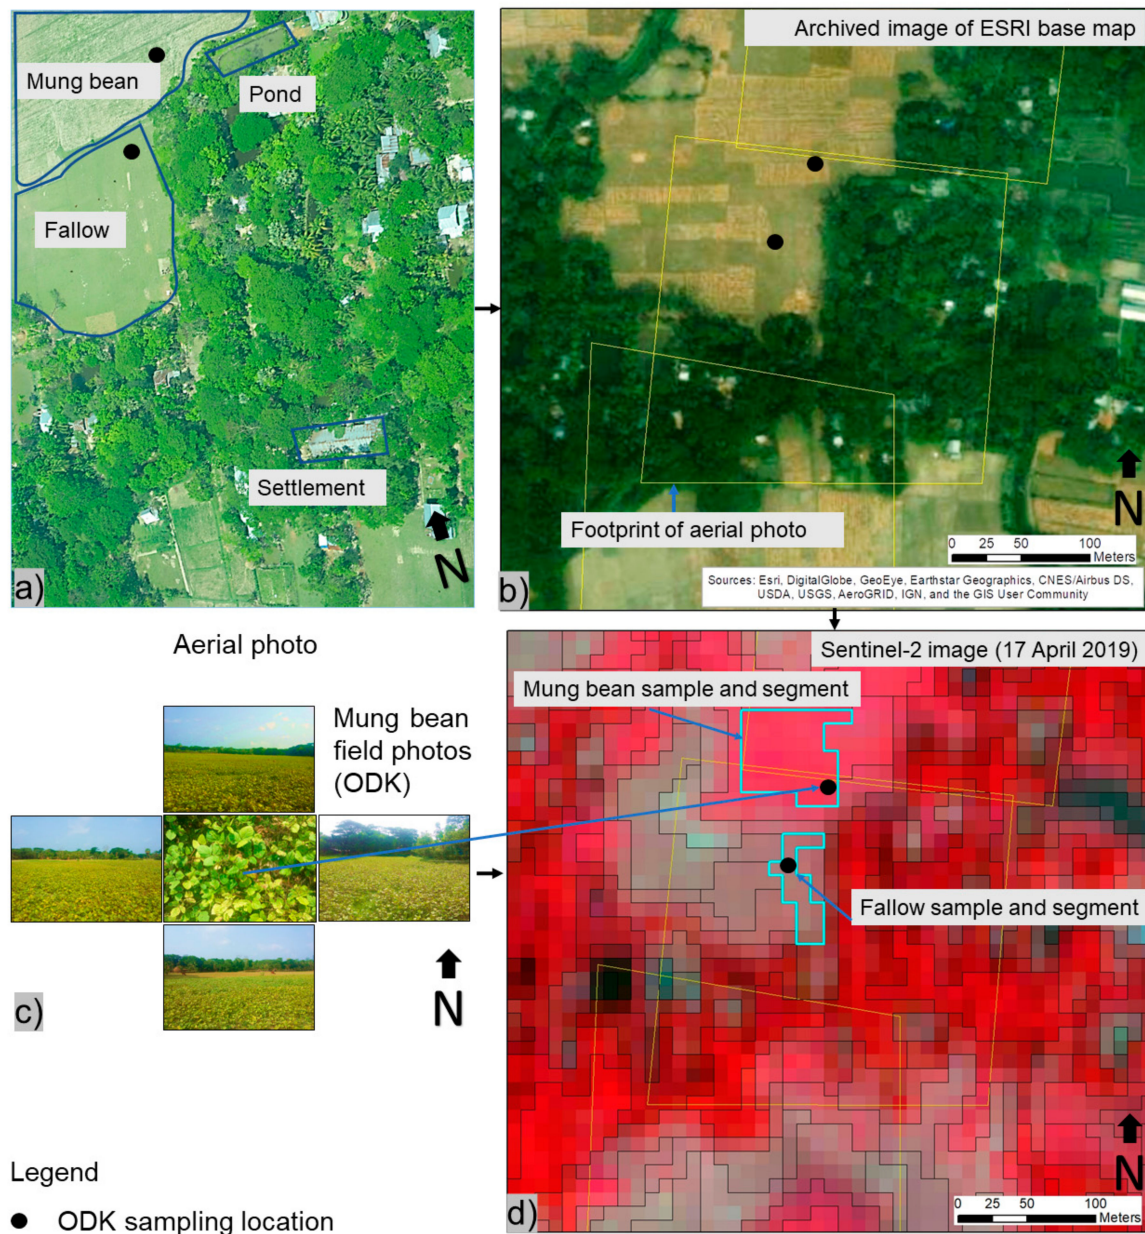 Mung bean
Pond
Fallow
Settlement
N
a)
Archived image of ESRI base map
Footprint of aerial photo
N
0 25 50 100
Meters
Sources: Esri, DigitalGlobe, GeoEye, Earthstar Geographics, CNES/Airbus DS,
USDA, USGS, AeroGRID, IGN, and the GIS User Community
b)
Aerial photo
Mung bean
field photos
(ODK)
N
c)
Sentinel-2 image (17 April 2019)
Mung bean sample and segment
Fallow sample and segment
N
0 25 50 100
Meters
d)
Legend
ODK sampling location